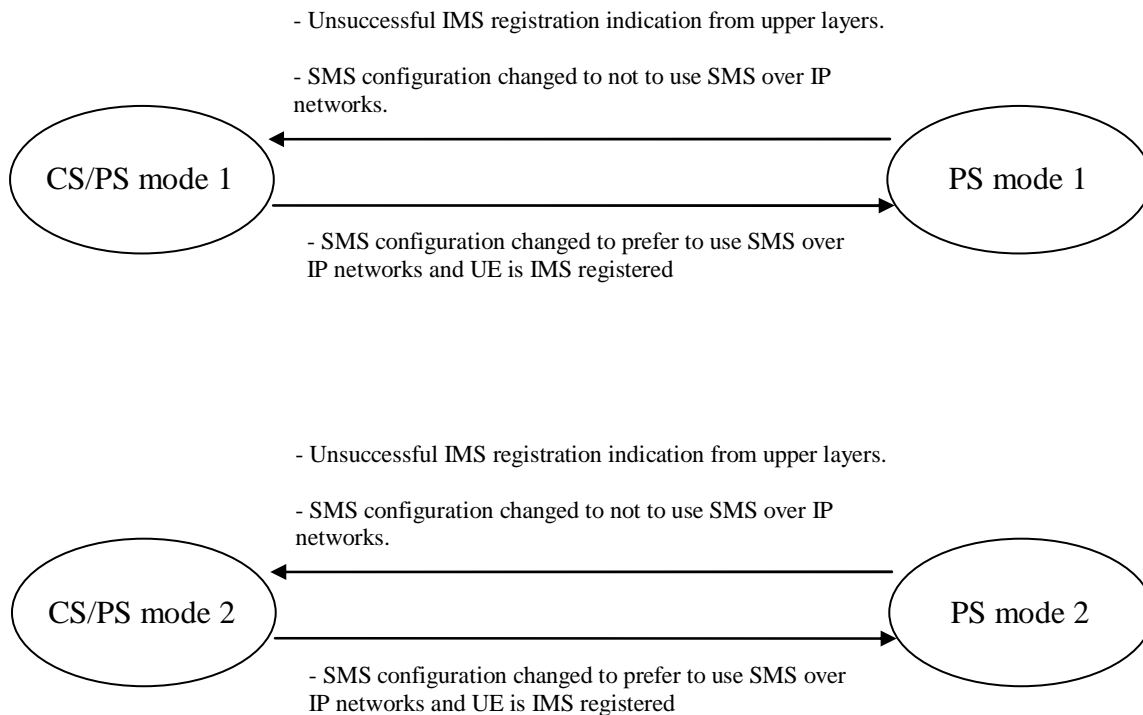 - Unsuccessful IMS registration indication from upper layers.
- SMS configuration changed to not to use SMS over IP
networks.
CS/PS mode 1
PS mode 1
- SMS configuration changed to prefer to use SMS over
IP networks and UE is IMS registered
- Unsuccessful IMS registration indication from upper layers.
- SMS configuration changed to not to use SMS over IP
networks.
CS/PS mode 2
PS mode 2
- SMS configuration changed to prefer to use SMS over
IP networks and UE is IMS registered